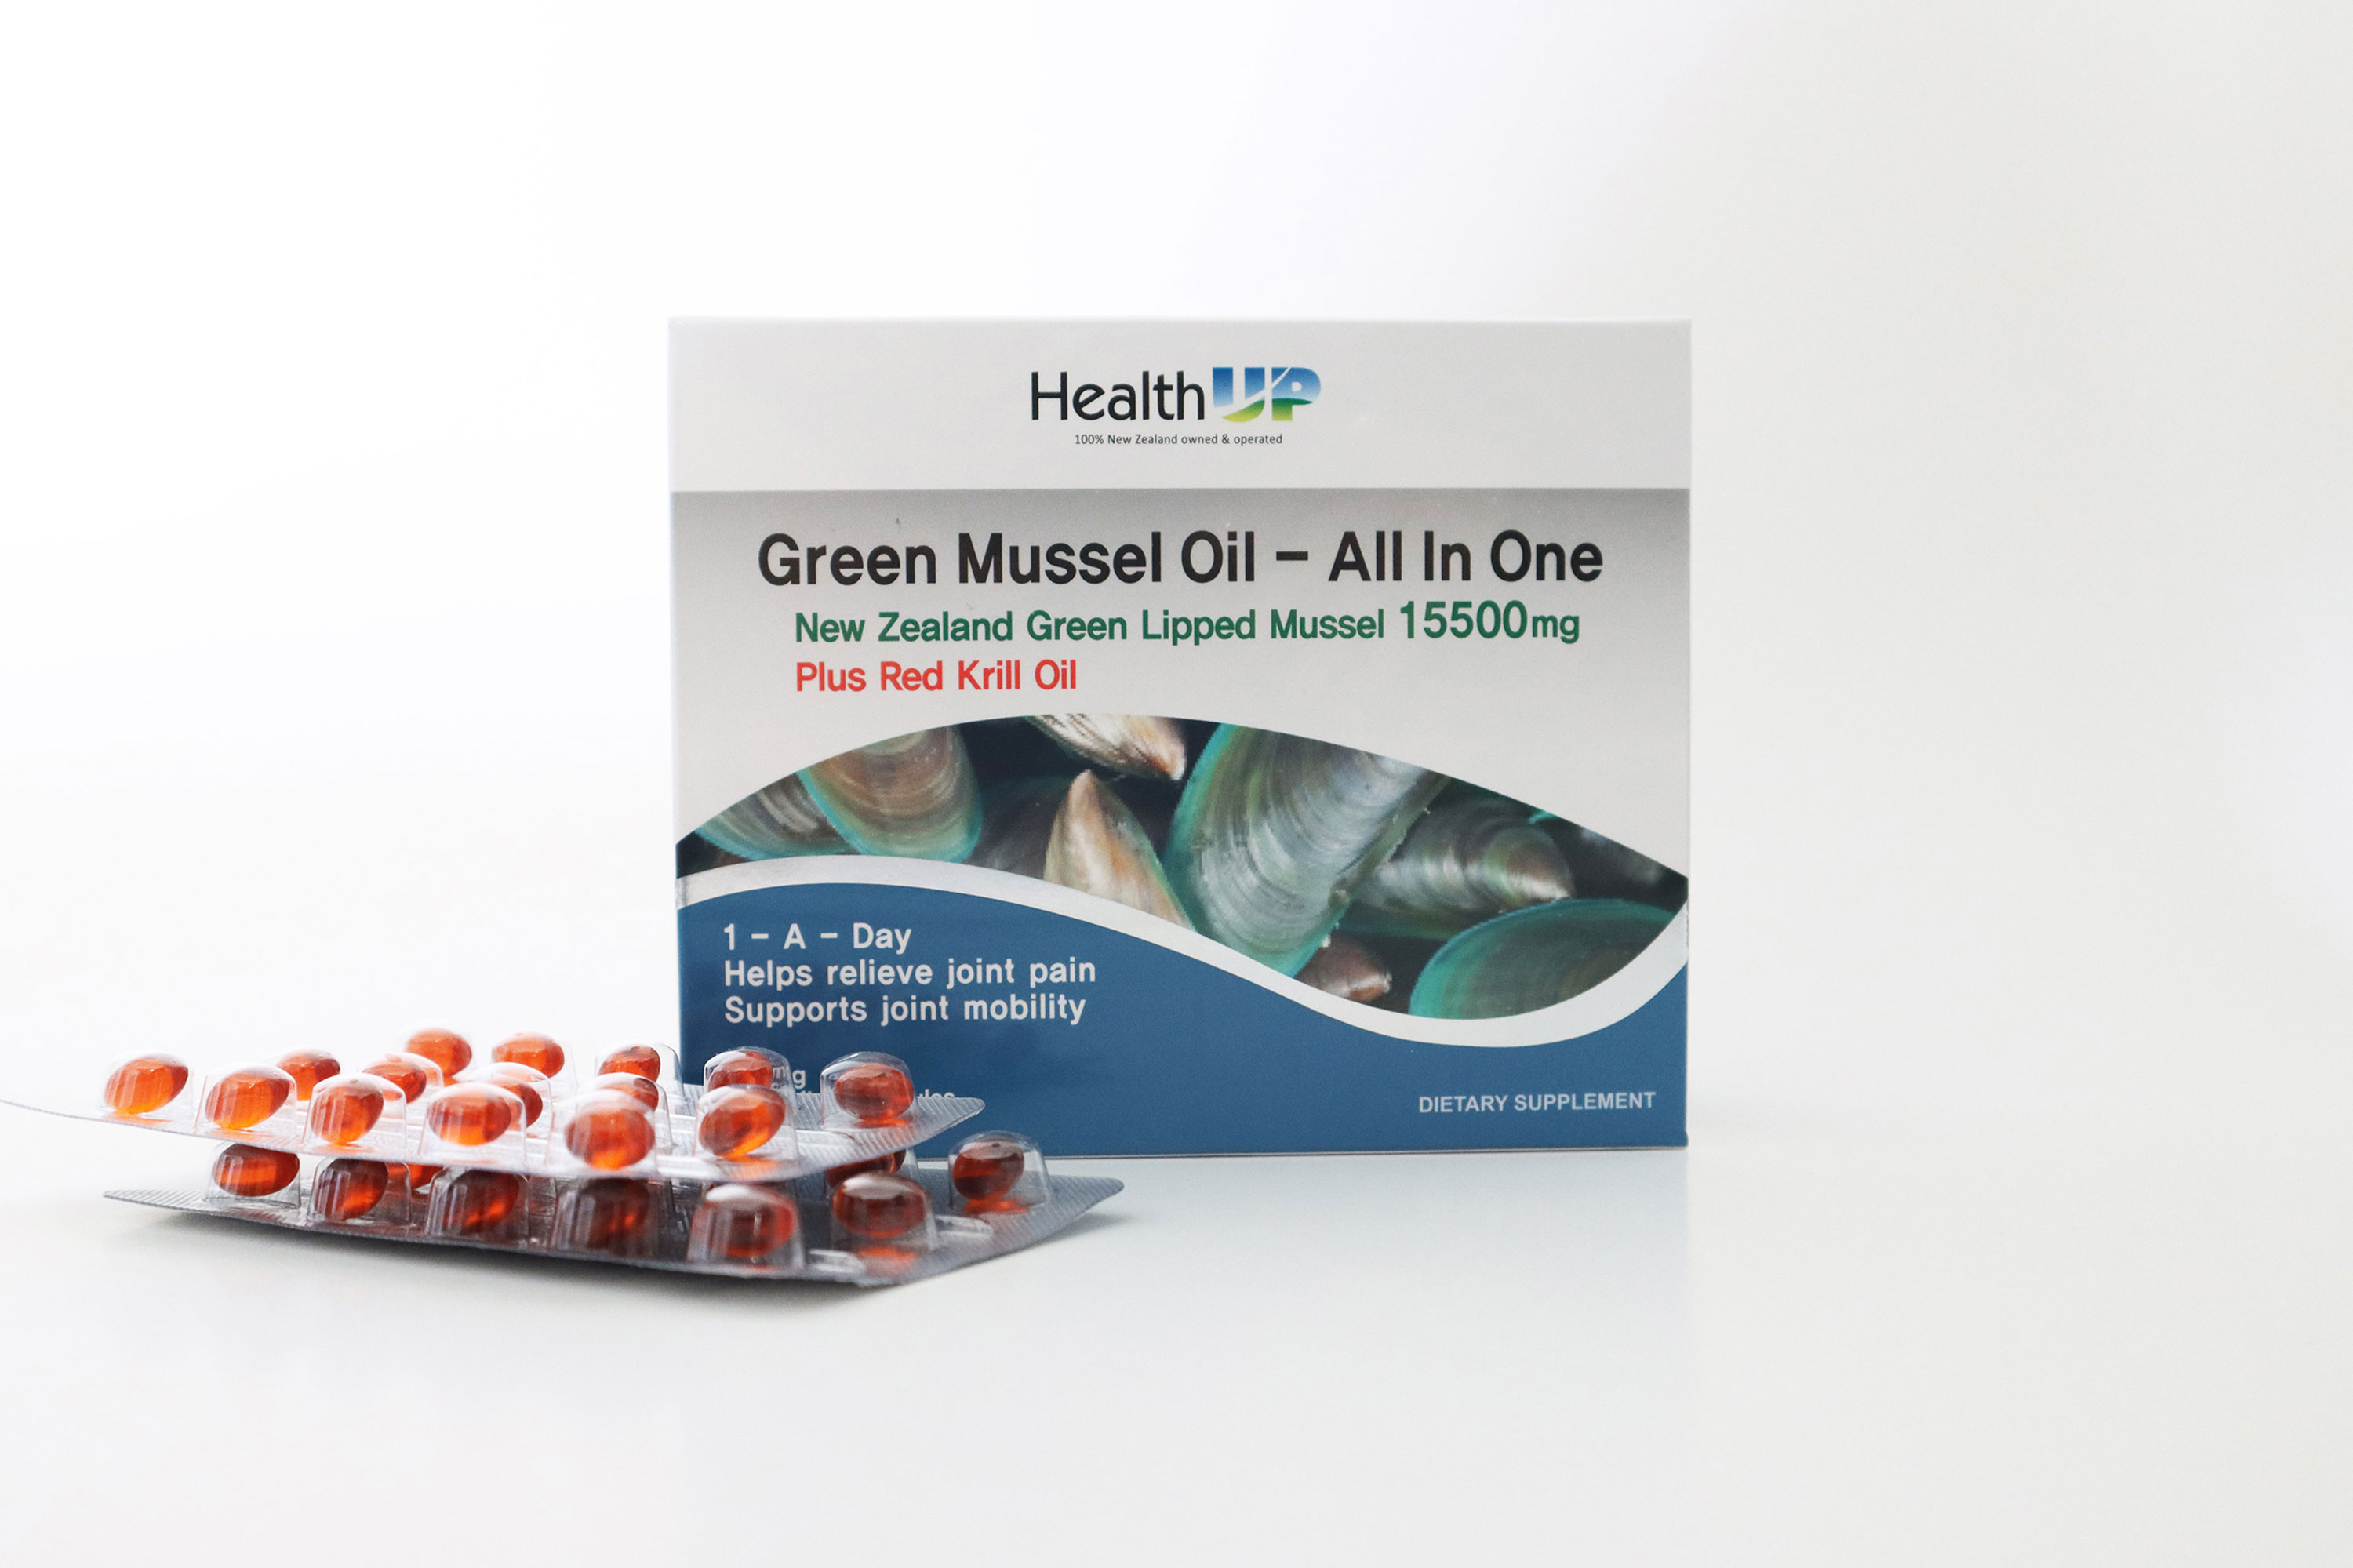 HealthUP
100% New Zealand owned & operated
Green Mussel Oil – All In One
New Zealand Green Lipped Mussel 15500mg
Plus Red Krill Oil
1 – A – Day
Helps relieve joint pain
Supports joint mobility
DIETARY SUPPLEMENT